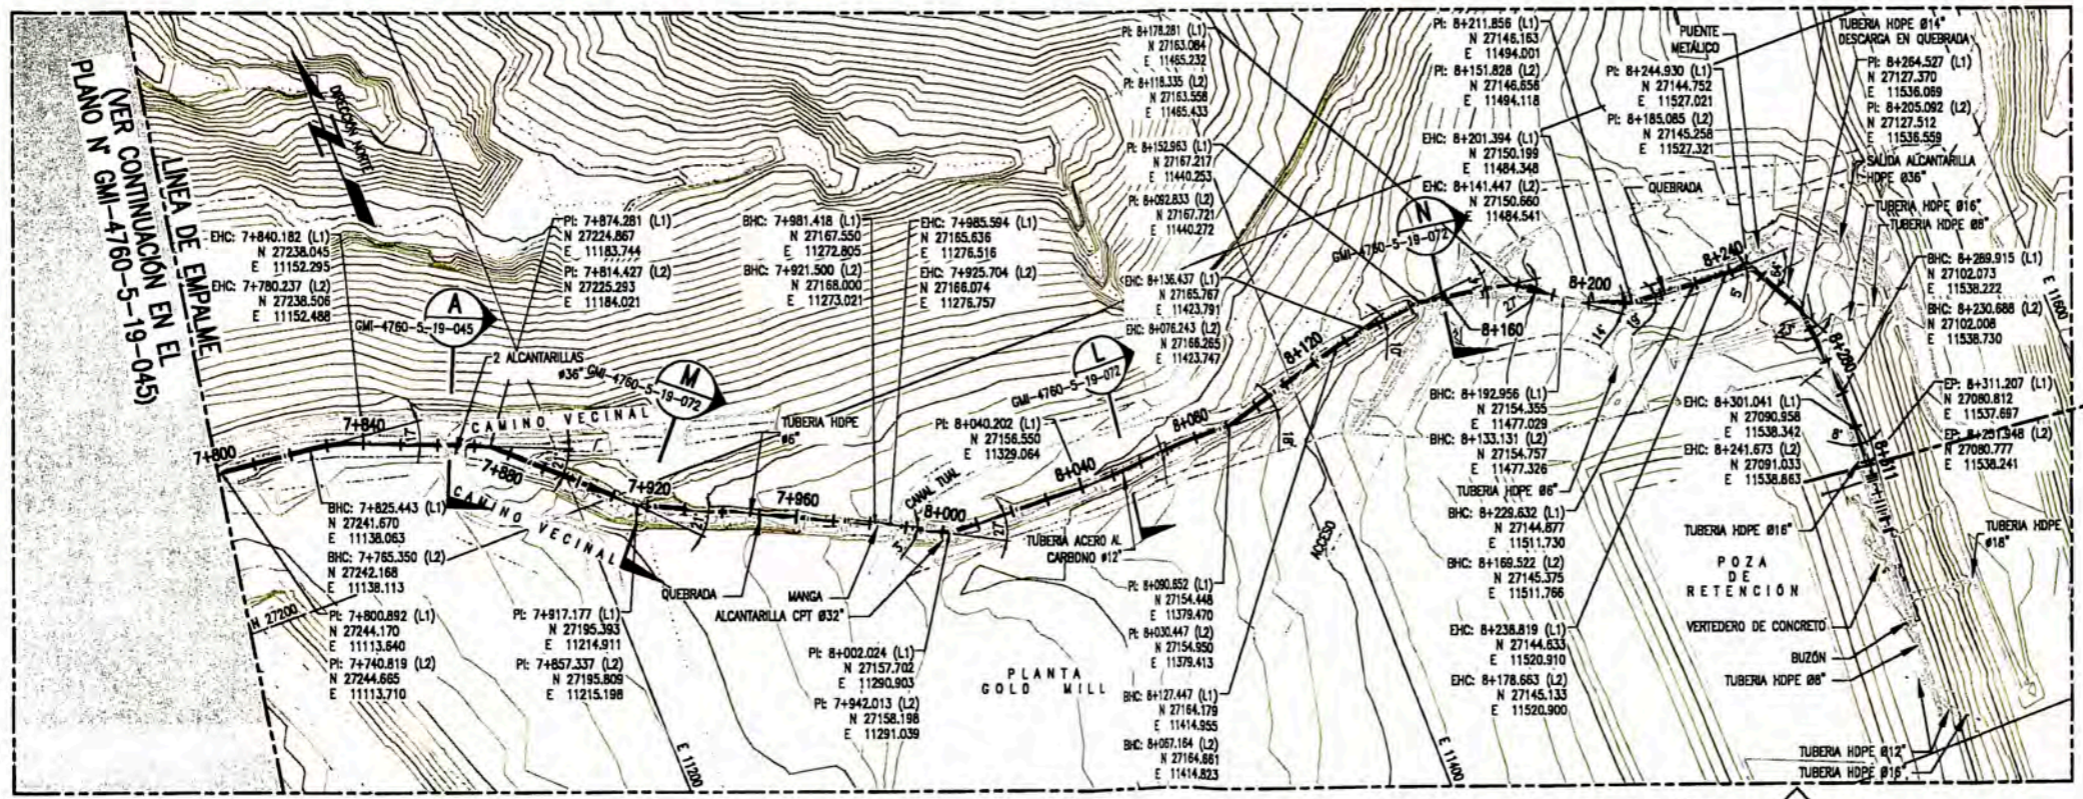 LÍNEA DE EMPALME
(VER CONTINUACIÓN EN EL
PLANO N° GMI-4760-5-19-045)
DIRECCIÓN NORTE
EHC: 7+840.182 (L1)
N 27238.045
E 11152.295
EHC: 7+780.237 (L2)
N 27238.506
E 11152.488
PI: 7+874.281 (L1)
N 27224.867
E 11183.744
PI: 7+814.427 (L2)
N 27225.293
E 11184.021
BHC: 7+981.418 (L1)
N 27167.550
E 11272.805
BHC: 7+921.500 (L2)
N 27168.000
E 11273.021
EHC: 7+985.594 (L1)
N 27165.636
E 11276.516
EHC: 7+925.704 (L2)
N 27166.074
E 11276.757
PI: 8+178.281 (L1)
N 27163.084
E 11465.232
PI: 8+118.335 (L2)
N 27163.558
E 11465.433
PI: 8+152.963 (L1)
N 27167.217
E 11440.253
PI: 8+092.833 (L2)
N 27167.721
E 11440.272
EHC: 8+136.437 (L1)
N 27165.767
E 11423.791
EHC: 8+076.243 (L2)
N 27166.265
E 11423.747
PI: 8+211.856 (L1)
N 27146.163
E 11494.001
PI: 8+151.828 (L2)
N 27146.656
E 11494.118
EHC: 8+201.394 (L1)
N 27150.199
E 11484.348
EHC: 8+141.447 (L2)
N 27150.660
E 11484.541
PUENTE
METÁLICO
PI: 8+244.930 (L1)
N 27144.752
E 11527.021
PI: 8+185.085 (L2)
N 27145.258
E 11527.321
QUEBRADA
TUBERIA HDPE Ø14"
DESCARGA EN QUEBRADA
PI: 8+264.527 (L1)
N 27127.370
E 11536.069
PI: 8+205.092 (L2)
N 27127.512
E 11536.559
SALIDA ALCANTARILLA
HDPE Ø36"
TUBERIA HDPE Ø16"
TUBERIA HDPE Ø8"
BHC: 8+269.915 (L1)
N 27102.073
E 11538.222
BHC: 8+230.688 (L2)
N 27102.008
E 11538.730
E 11600
EP: 8+311.207 (L1)
N 27080.812
E 11537.697
EP: 8+251.948 (L2)
N 27080.777
E 11538.241
A
GMI-4760-5-19-045
M
GMI-4760-5-19-072
L
GMI-4760-5-19-072
N
GMI-4760-5-19-072
2 ALCANTARILLAS
Ø36"
CAMINO VECINAL
CAMINO VECINAL
TUBERIA HDPE
Ø6"
7+800
7+840
7+880
7+920
7+960
8+000
8+040
8+080
8+120
8+160
8+200
8+240
8+280
8+311
CANAL TUAL
PI: 8+040.202 (L1)
N 27156.550
E 11329.064
TUBERÍA ACERO AL
CARBONO Ø12"
ACCESO
BHC: 7+825.443 (L1)
N 27241.670
E 11138.063
BHC: 7+765.350 (L2)
N 27242.168
E 11138.113
N 27200
PI: 7+800.892 (L1)
N 27244.170
E 11113.640
PI: 7+740.819 (L2)
N 27244.665
E 11113.710
PI: 7+917.177 (L1)
N 27195.393
E 11214.911
PI: 7+857.337 (L2)
N 27195.809
E 11215.198
QUEBRADA
MANGA
ALCANTARILLA CPT Ø32"
PI: 8+002.024 (L1)
N 27157.702
E 11290.903
PI: 7+942.013 (L2)
N 27158.198
E 11291.039
E 11200
PLANTA
GOLD MILL
PI: 8+090.652 (L1)
N 27154.448
E 11379.470
PI: 8+030.447 (L2)
N 27154.950
E 11379.413
BHC: 8+127.447 (L1)
N 27164.179
E 11414.955
BHC: 8+067.164 (L2)
N 27164.661
E 11414.823
E 11400
BHC: 8+192.956 (L1)
N 27154.355
E 11477.029
BHC: 8+133.131 (L2)
N 27154.757
E 11477.326
TUBERIA HDPE Ø6"
BHC: 8+229.632 (L1)
N 27144.877
E 11511.730
BHC: 8+169.522 (L2)
N 27145.375
E 11511.766
EHC: 8+238.819 (L1)
N 27144.633
E 11520.910
EHC: 8+178.663 (L2)
N 27145.133
E 11520.900
EHC: 8+301.041 (L1)
N 27090.958
E 11538.342
EHC: 8+241.673 (L2)
N 27091.033
E 11538.863
TUBERIA HDPE Ø16"
POZA
DE
RETENCIÓN
VERTEDERO DE CONCRETO
BUZÓN
TUBERIA HDPE Ø8"
TUBERIA HDPE
Ø18"
TUBERIA HDPE Ø12"
TUBERIA HDPE Ø16"